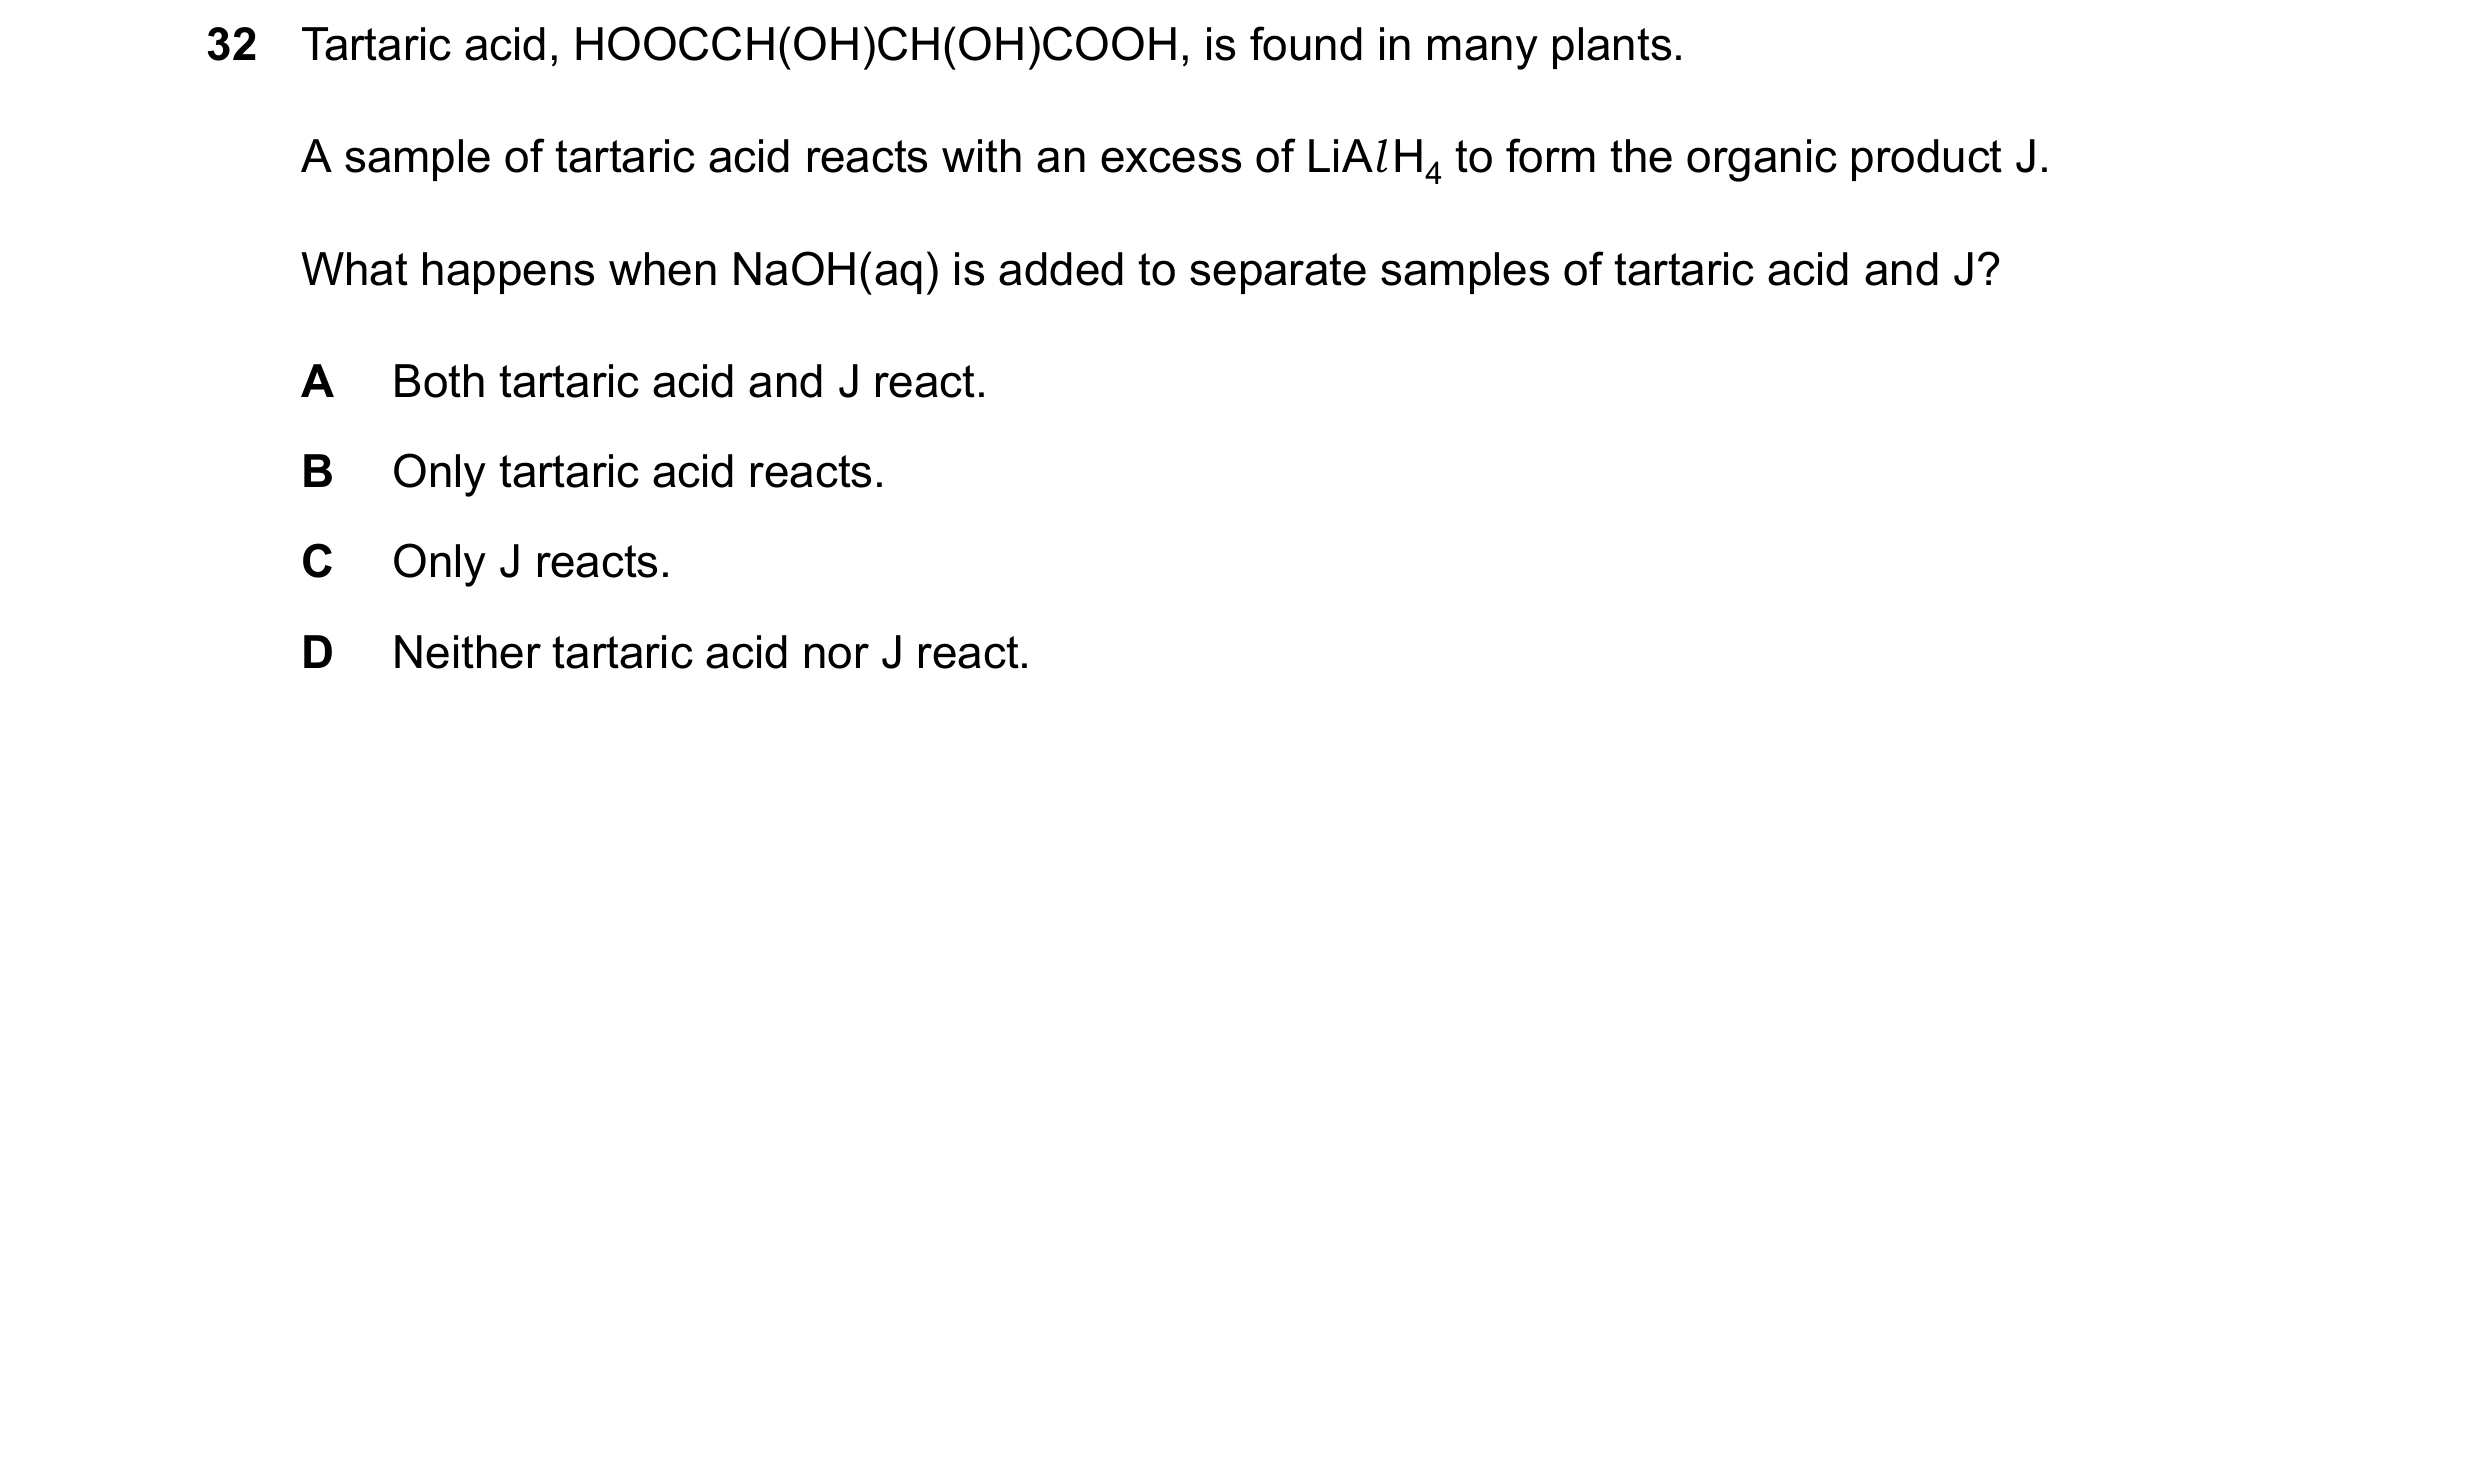 32 Tartaric acid, HOOCCH(OH)CH(OH)COOH, is found in many plants.
A sample of tartaric acid reacts with an excess of LiAlH₄ to form the organic product J.
What happens when NaOH(aq) is added to separate samples of tartaric acid and J?
A Both tartaric acid and J react.
B Only tartaric acid reacts.
C Only J reacts.
D Neither tartaric acid nor J react.